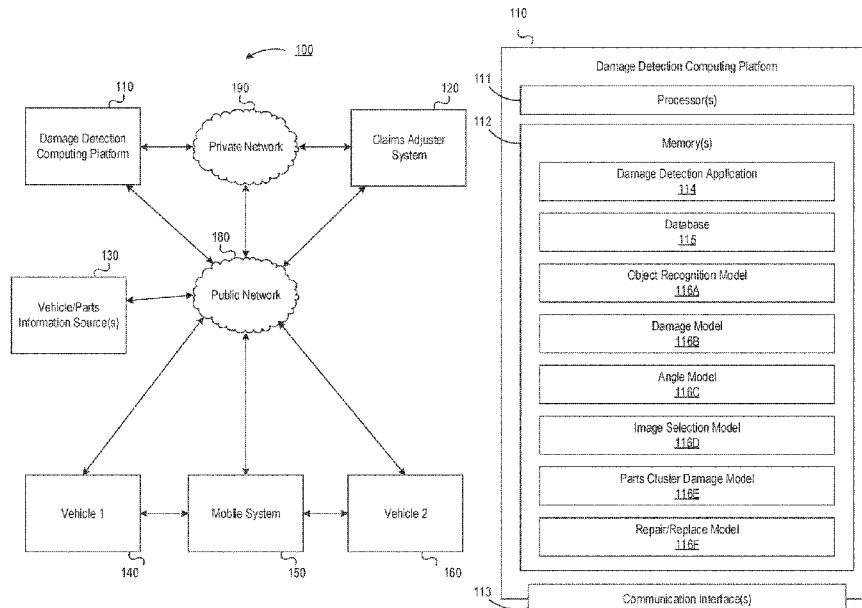 100
110
Damage Detection
Computing Platform
190
Private Network
120
Claims Adjuster
System
180
Public Network
130
Vehicle/Parts
Information Source(s)
Vehicle 1
140
Mobile System
150
Vehicle 2
160
110
Damage Detection Computing Platform
111
Processor(s)
112
Memory(s)
Damage Detection Application
114
Database
115
Object Recognition Model
116A
Damage Model
116B
Angle Model
116C
Image Selection Model
116D
Parts Cluster Damage Model
116E
Repair/Replace Model
116F
113
Communication Interface(s)